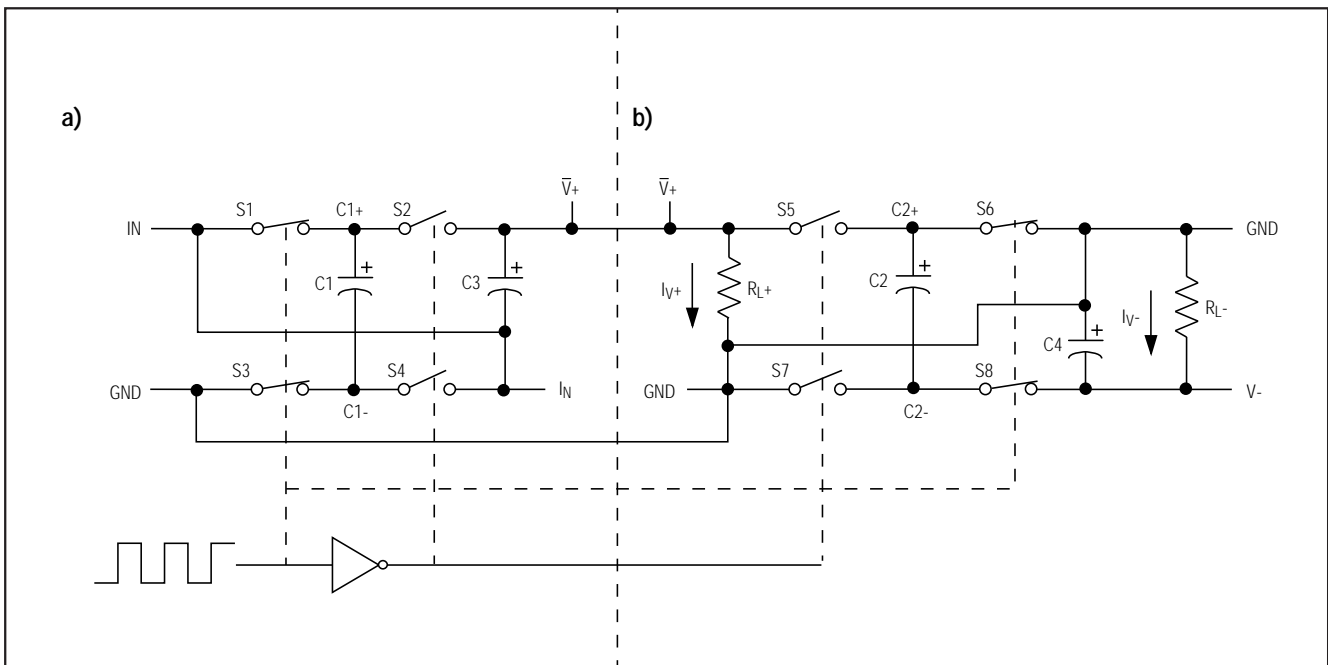 a)
b)
V̅+
V̅+
IN
S1
C1+
S2
S5
C2+
S6
GND
C1
+
C3
+
IV+
RL+
C2
+
IV-
RL-
C4
+
GND
S3
S4
IN
GND
S7
S8
V-
C1-
C2-